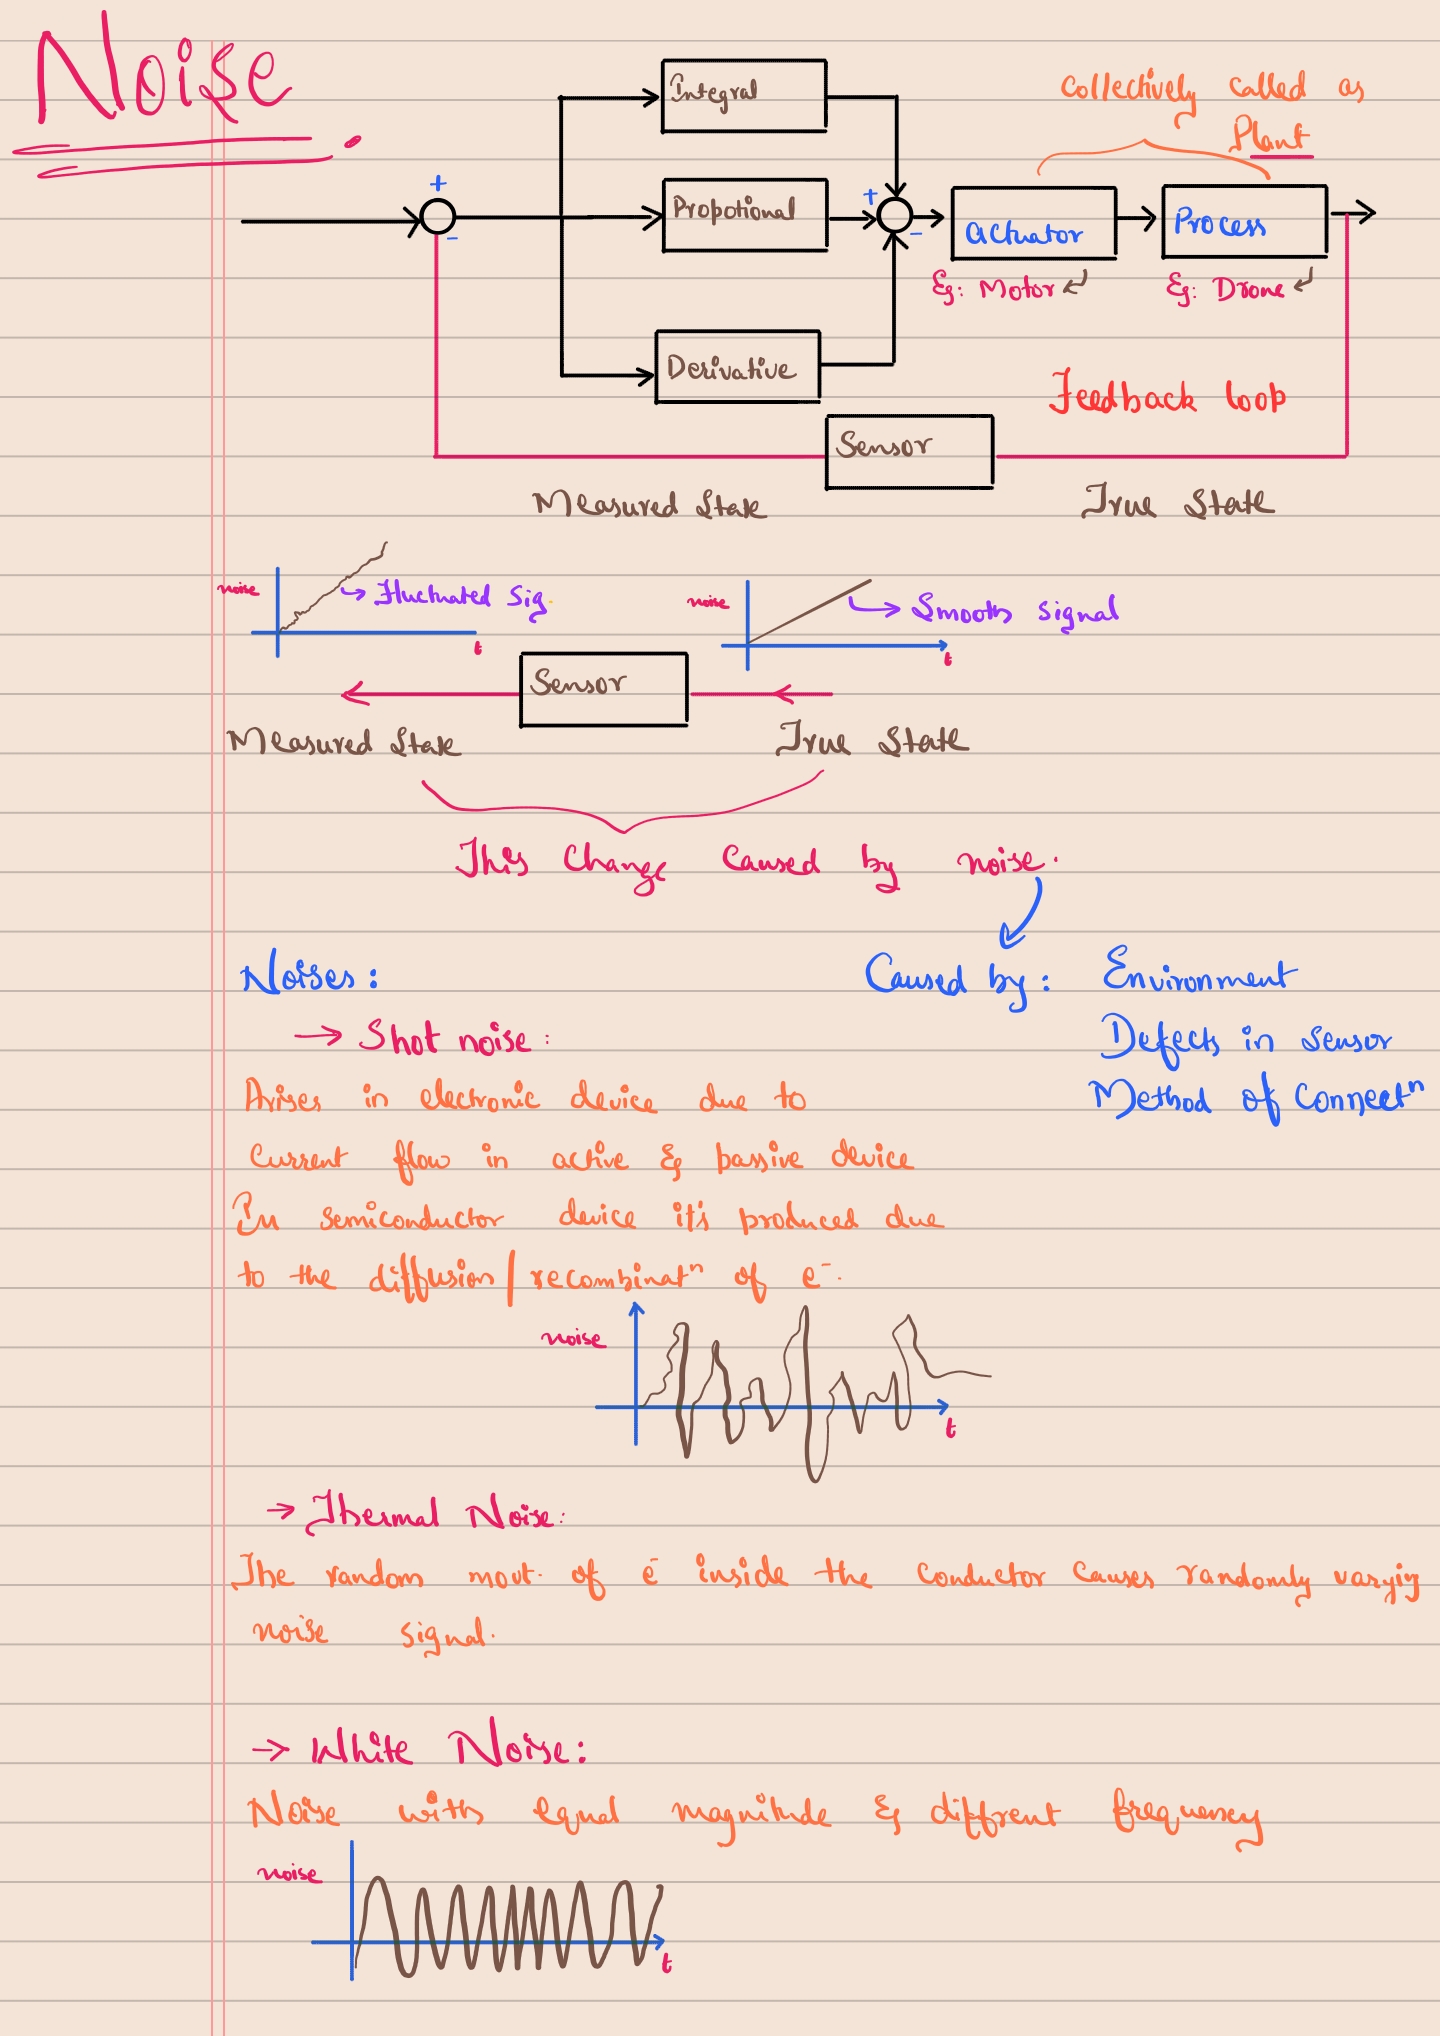 Noise.
Integral
Collectively called as
Plant
+
Propotional
+
Actuator
Process
-
-
Eg: Motor
Eg: Drone
Derivative
Feedback loop
Sensor
Measured State
True State
noise
Fluctuated Sig.
t
noise
Smooth signal
t
Sensor
Measured State
True State
This change caused by noise.
Noises:
Caused by: Environment
→ Shot noise:
Defects in sensor
Arises in electronic device due to
Method of Connectⁿ
current flow in active & passive device
In semiconductor device it's produced due
to the diffusion/recombinatⁿ of e⁻.
noise
t
→ Thermal Noise:
The random movt. of e⁻ inside the conductor causes randomly varying
noise signal.
→ White Noise:
Noise with equal magnitude & diffrent frequency
noise
t